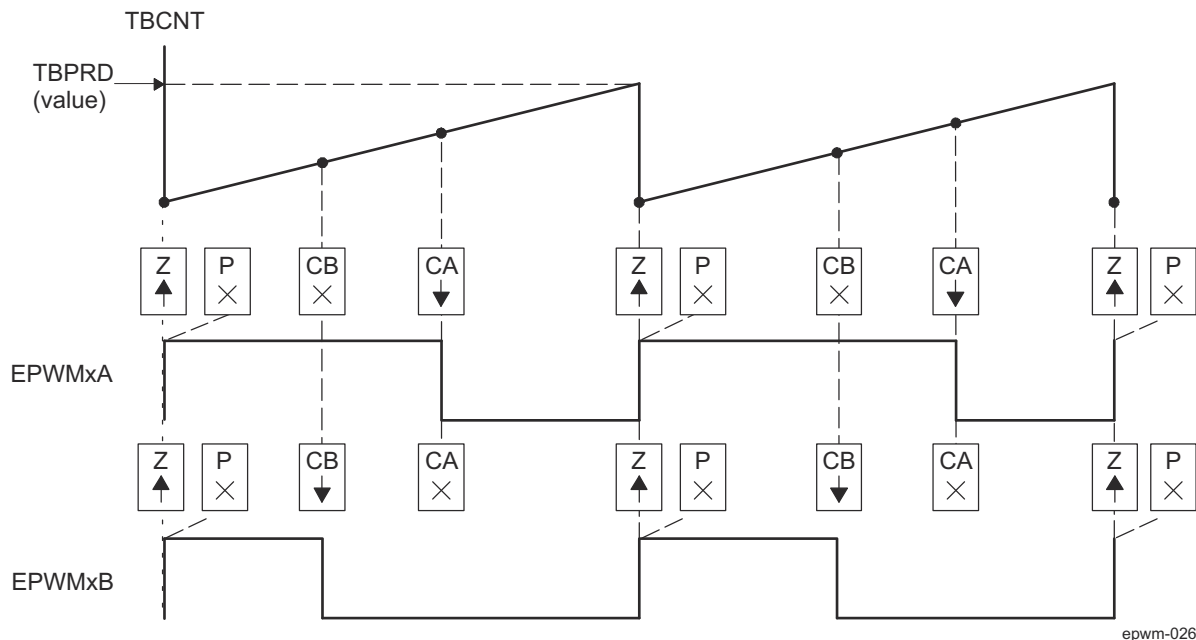 TBCNT
TBPRD
(value)
Z P CB CA Z P CB CA Z P
EPWMxA
Z P CB CA Z P CB CA Z P
EPWMxB
epwm-026